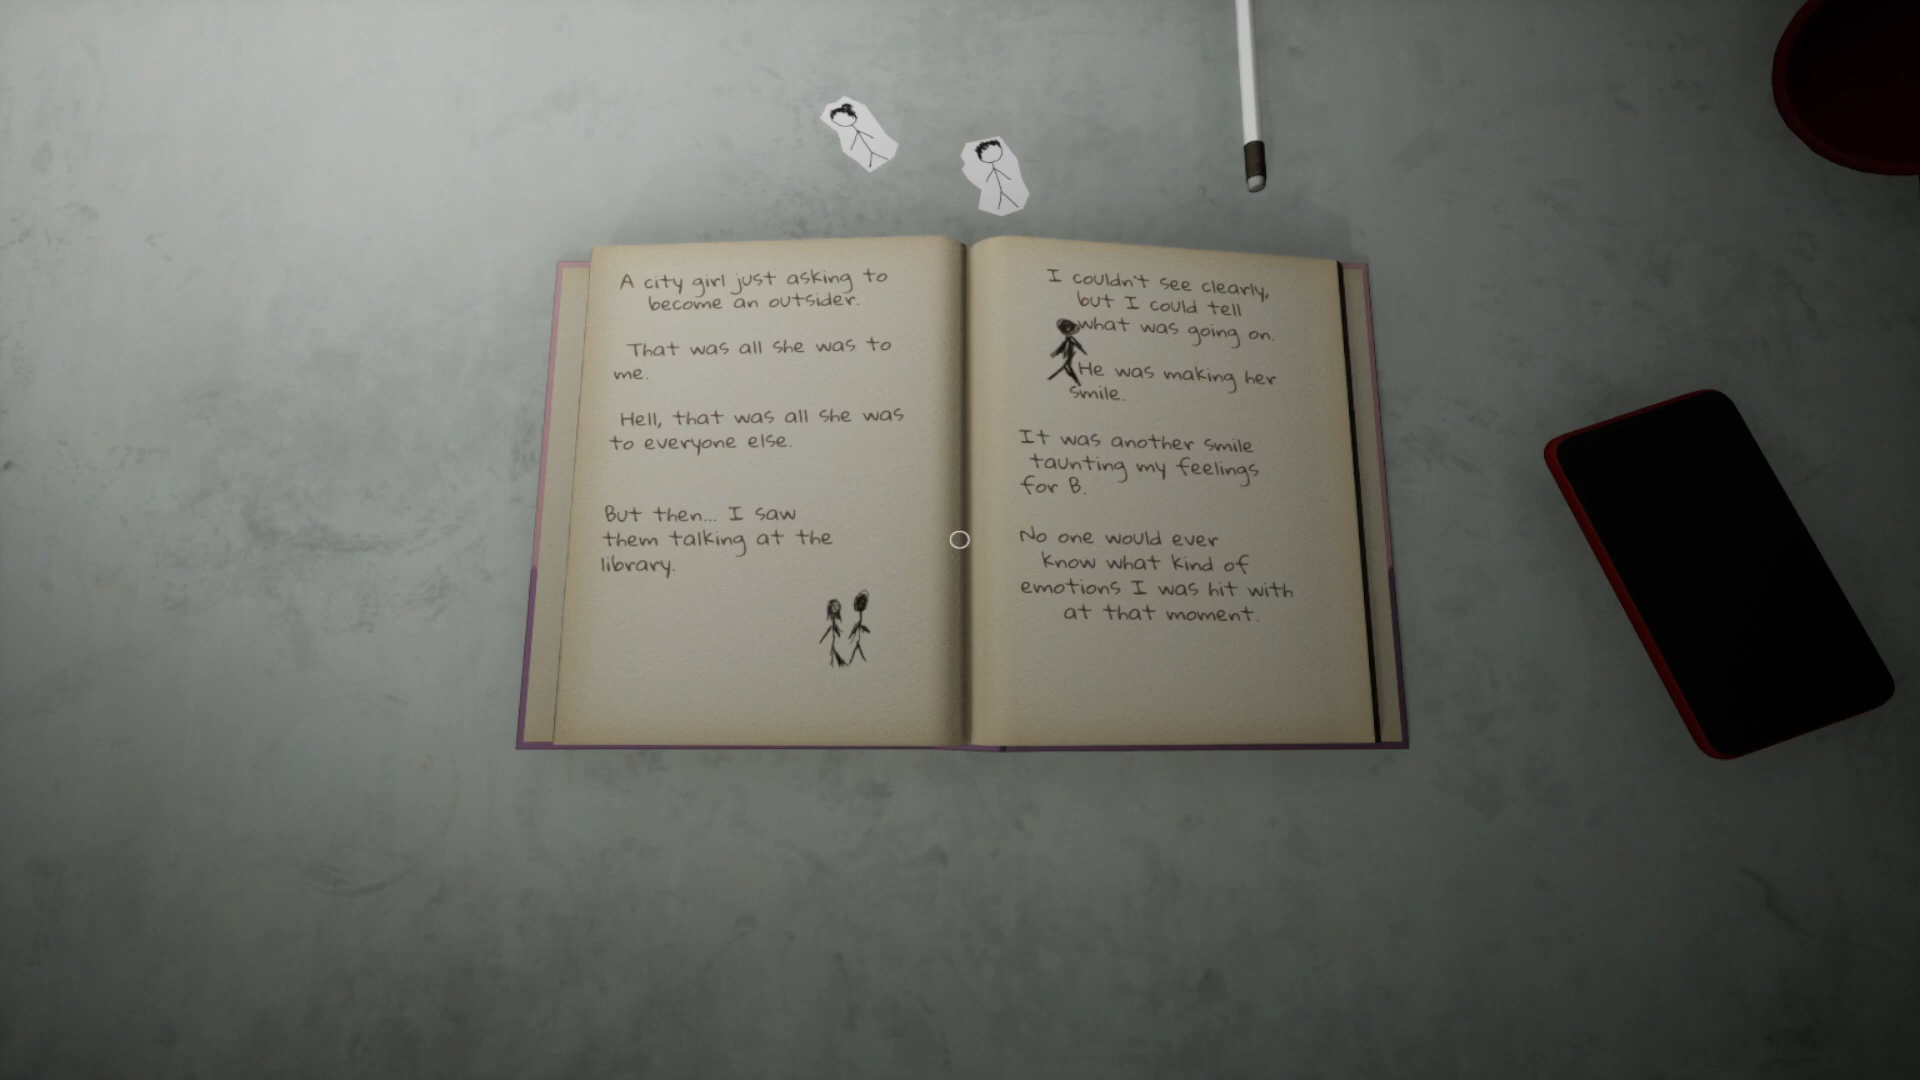 A city girl just asking to
become an outsider.
That was all she was to
me.
Hell, that was all she was
to everyone else.
But then... I saw
them talking at the
library.
I couldn't see clearly,
but I could tell
what was going on.
He was making her
smile.
It was another smile
taunting my feelings
for B.
No one would ever
know what kind of
emotions I was hit with
at that moment.